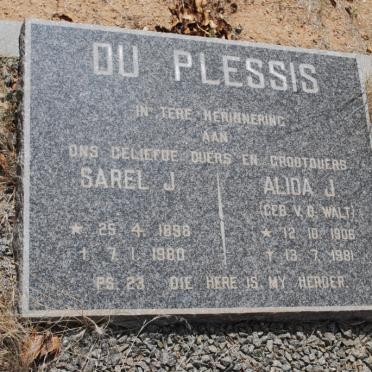 DU PLESSIS
IN TERE HERINNERING
AAN
ONS GELIEFDE OUERS EN GROOTOUERS
SAREL J.
* 25. 4. 1898
† 7. 1. 1980
ALIDA J.
(GEB. V.D. WALT)
* 12. 10. 1906
† 13. 7. 1981
PS. 23 DIE HERE IS MY HERDER.